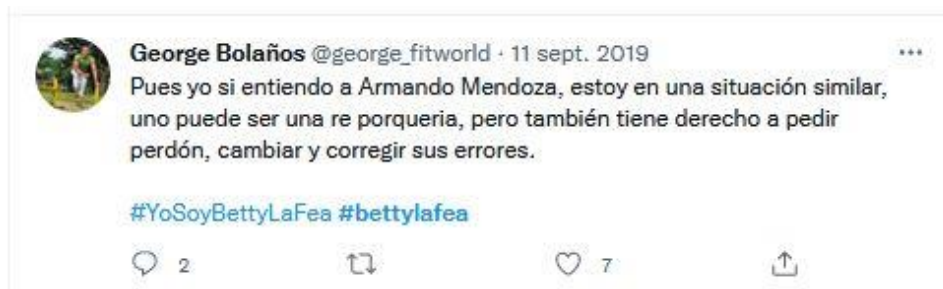 George Bolaños @george_fitworld · 11 sept. 2019
Pues yo si entiendo a Armando Mendoza, estoy en una situación similar,
uno puede ser una re porqueria, pero también tiene derecho a pedir
perdón, cambiar y corregir sus errores.
#YoSoyBettyLaFea #bettylafea
2 7